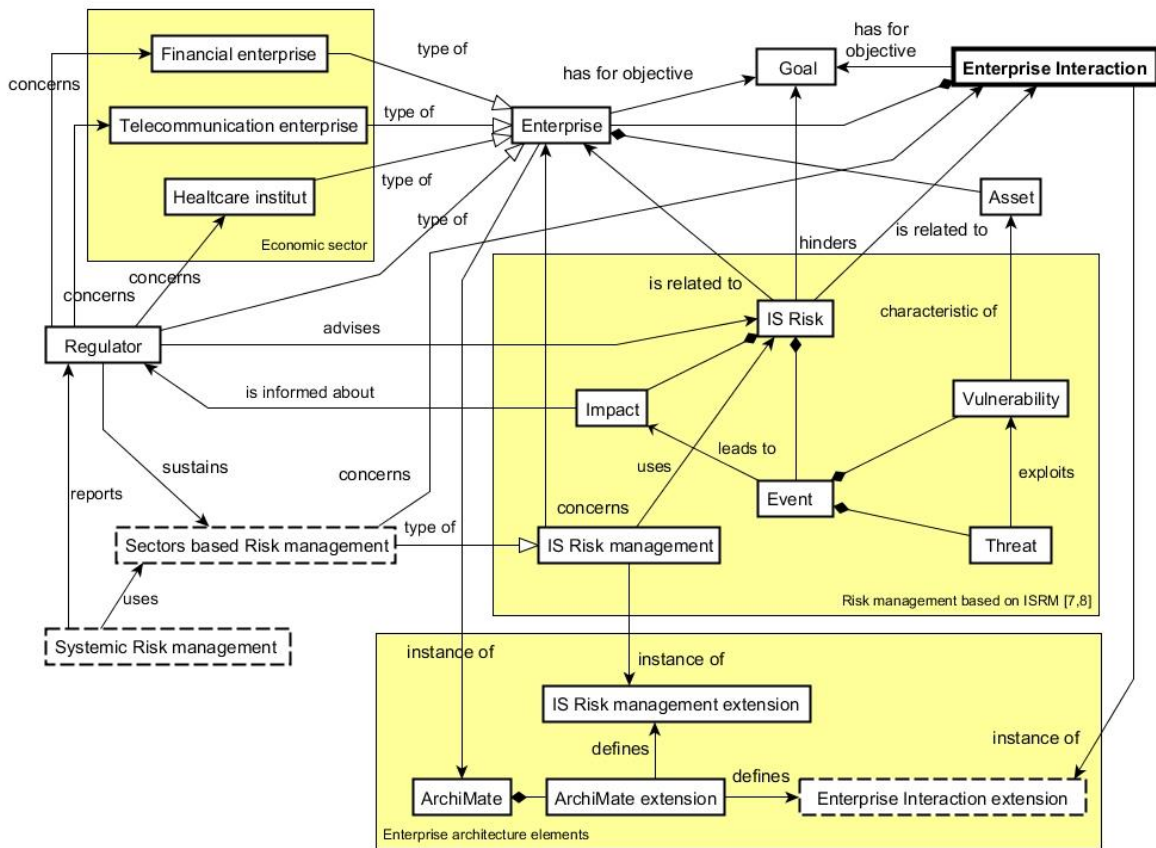 Financial enterprise
type of
has for objective
Goal
has for
objective
Enterprise Interaction
concerns
Telecommunication enterprise
type of
Enterprise
Healthcare institut
type of
Asset
type of
Economic sector
hinders
is related to
concerns
concerns
is related to
characteristic of
IS Risk
advises
Regulator
is informed about
Impact
Vulnerability
sustains
concerns
uses
leads to
exploits
reports
Event
concerns
type of
Sectors based Risk management
IS Risk management
Threat
uses
Risk management based on ISRM [7,8]
Systemic Risk management
instance of
instance of
IS Risk management extension
instance of
defines
defines
ArchiMate
ArchiMate extension
Enterprise Interaction extension
Enterprise architecture elements